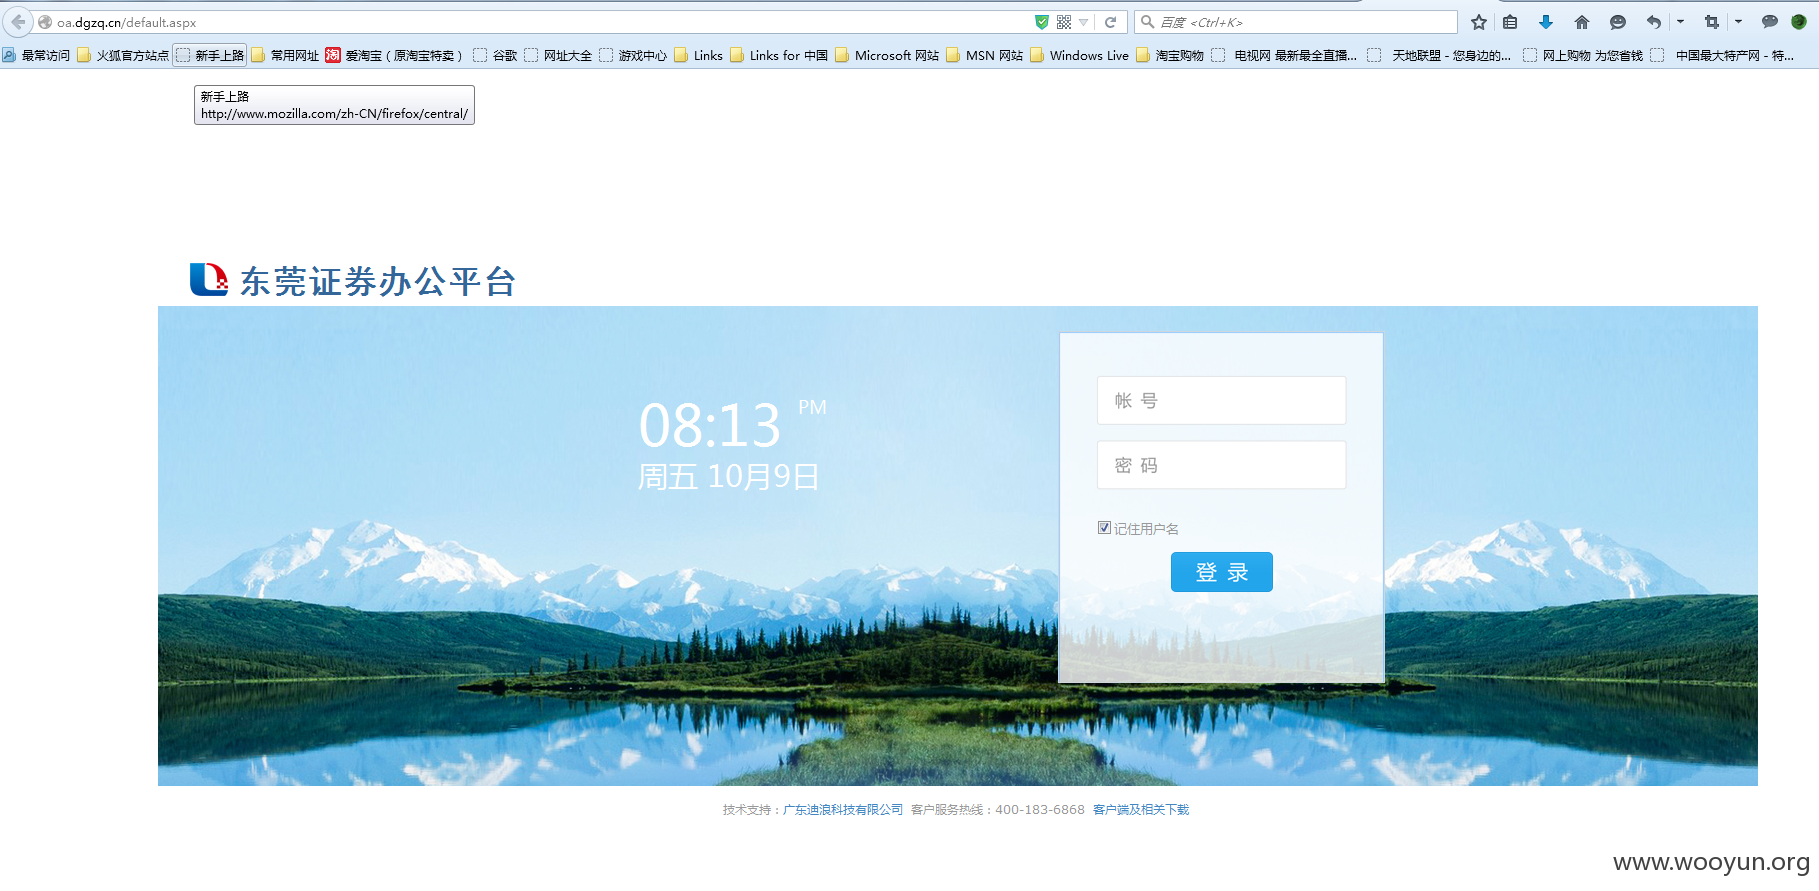 oa.dgzq.cn/default.aspx
百度 <Ctrl+K>
最常访问 火狐官方站点 新手上路 常用网址 淘 爱淘宝（原淘宝特卖） 谷歌 网址大全 游戏中心 Links Links for 中国 Microsoft 网站 MSN 网站 Windows Live 淘宝购物 电视网 最新最全直播... 天地联盟 - 您身边的... 网上购物 为您省钱 中国最大特产网 - 特...
新手上路
http://www.mozilla.com/zh-CN/firefox/central/
东莞证券办公平台
08:13 PM
周五 10月9日
帐 号
密 码
记住用户名
登 录
技术支持：广东迪浪科技有限公司 客户服务热线：400-183-6868 客户端及相关下载
www.wooyun.org